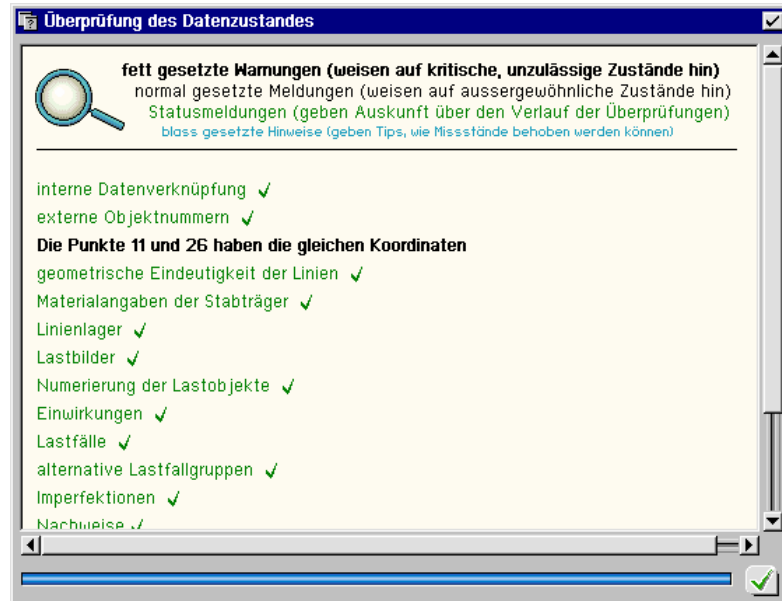 Überprüfung des Datenzustandes
fett gesetzte Warnungen (weisen auf kritische, unzulässige Zustände hin)
normal gesetzte Meldungen (weisen auf aussergewöhnliche Zustände hin)
Statusmeldungen (geben Auskunft über den Verlauf der Überprüfungen)
blass gesetzte Hinweise (geben Tips, wie Missstände behoben werden können)
interne Datenverknüpfung
externe Objektnummern
Die Punkte 11 und 26 haben die gleichen Koordinaten
geometrische Eindeutigkeit der Linien
Materialangaben der Stabträger
Linienlager
Lastbilder
Numerierung der Lastobjekte
Einwirkungen
Lastfälle
alternative Lastfallgruppen
Imperfektionen
Nachweise